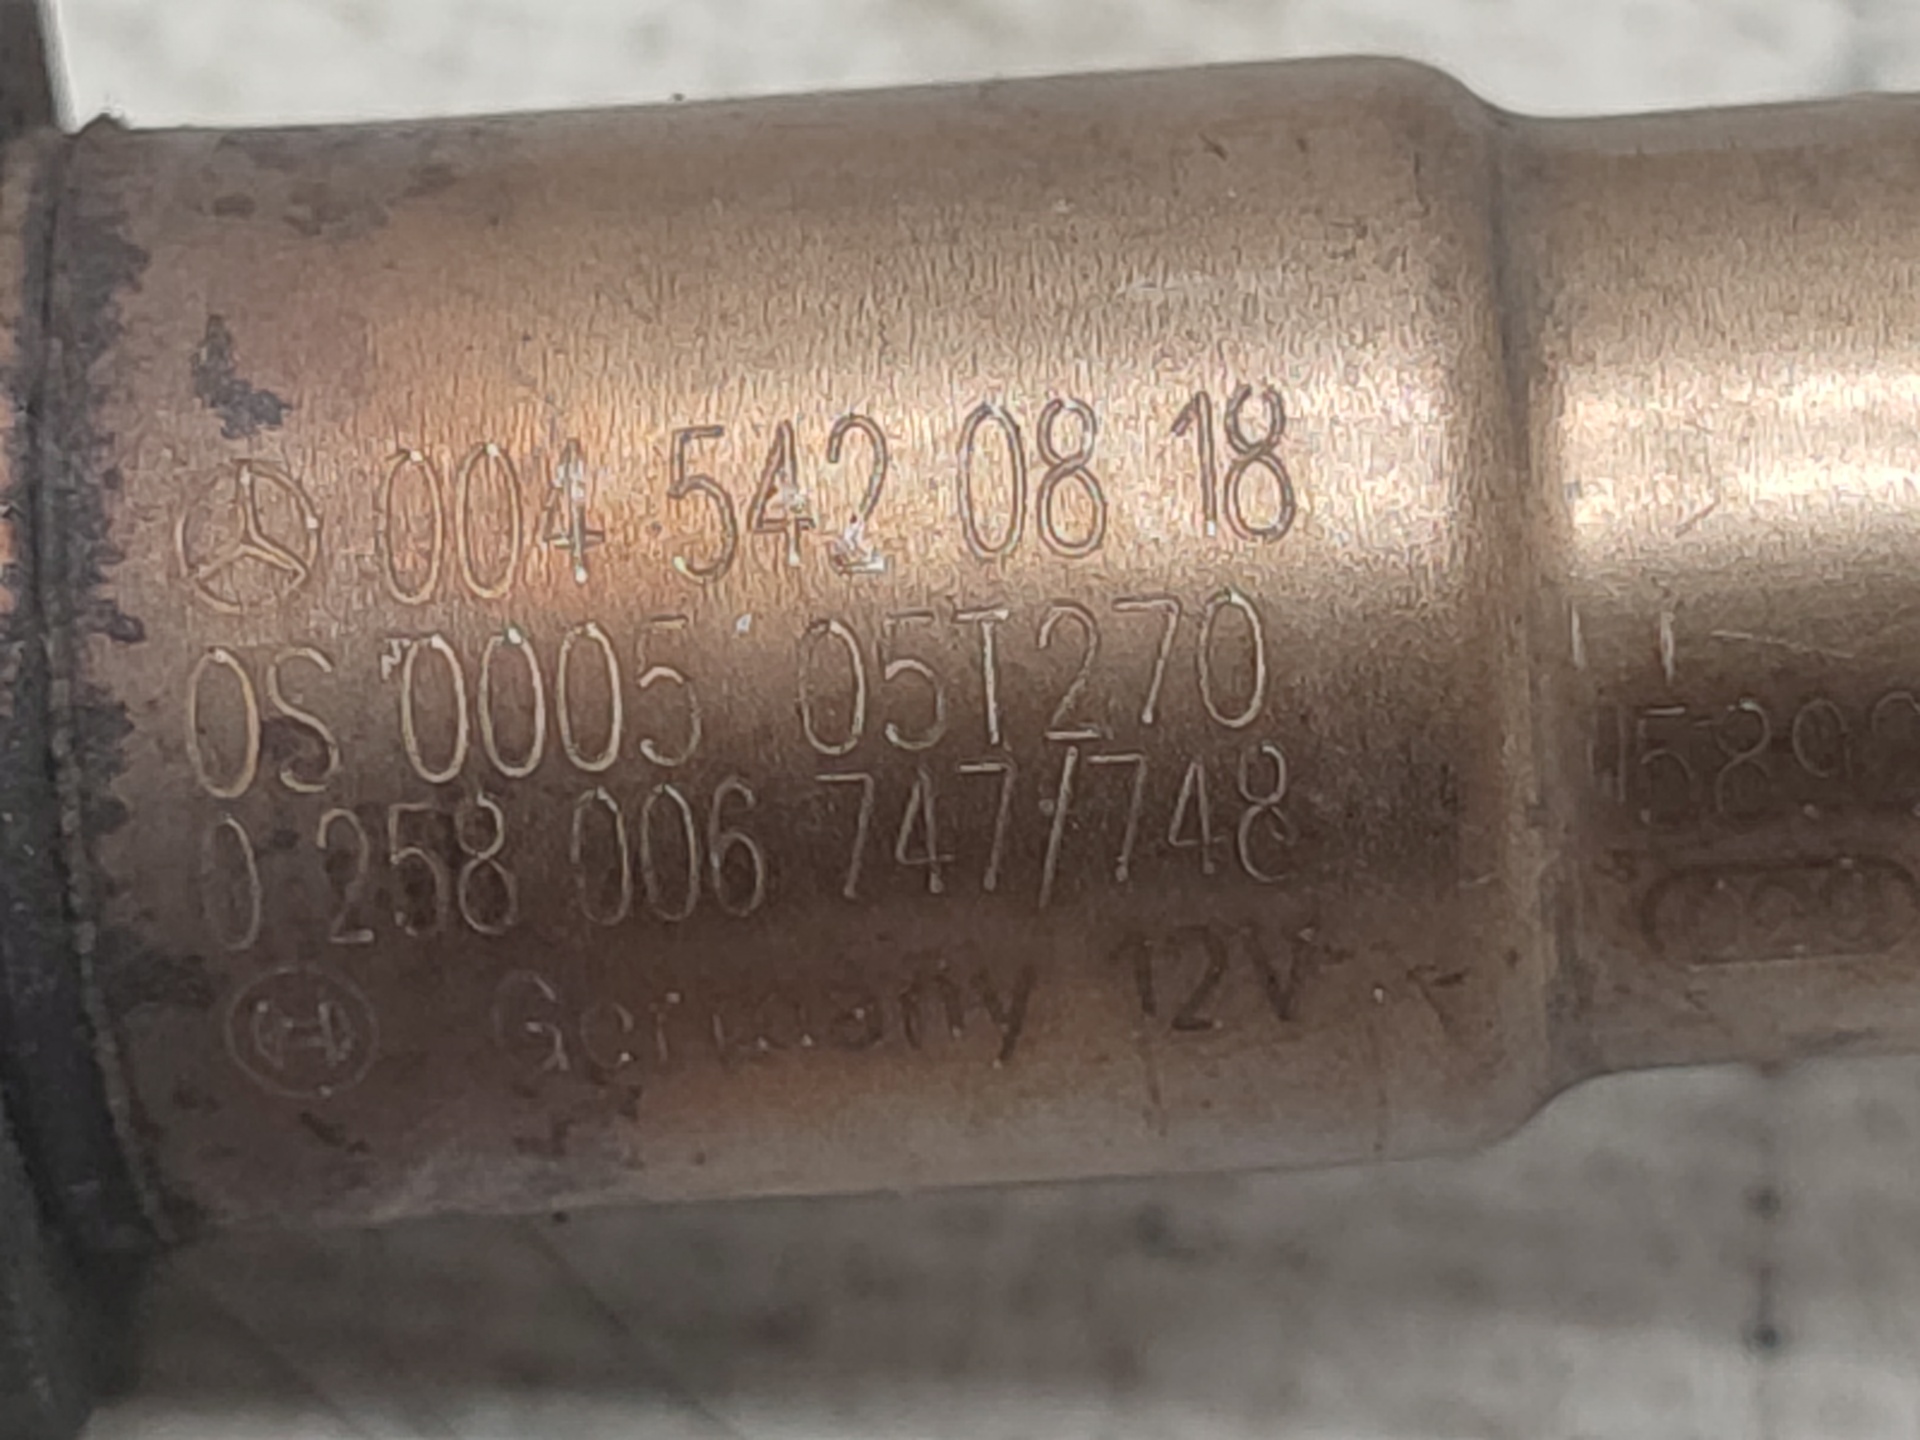 004 542 08 18
0S 0005 05T270
0 258 006 747/748
Germany 12V